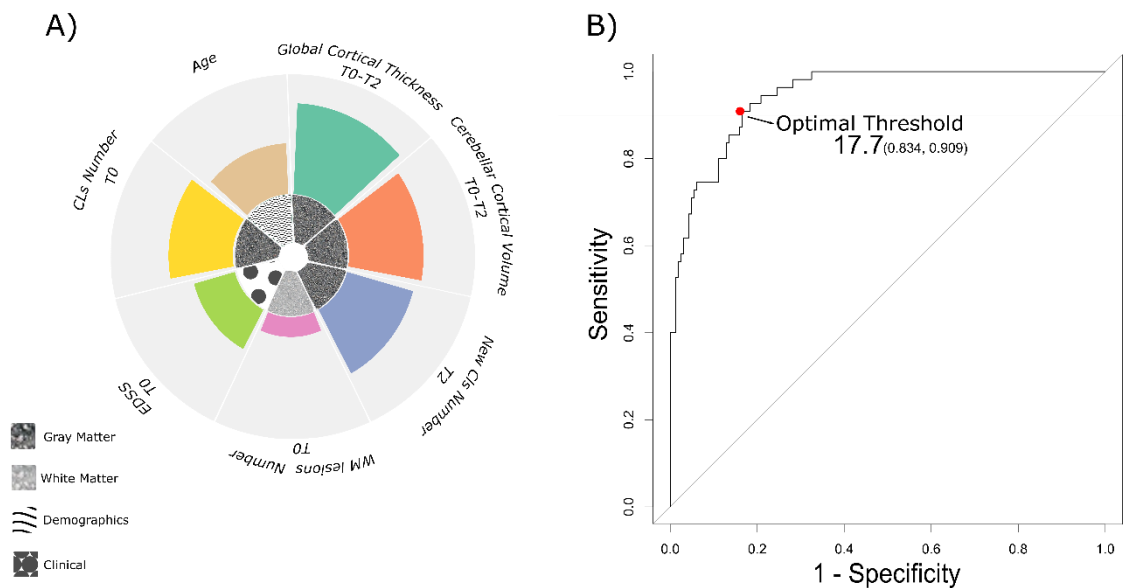 A)
Age
Global Cortical Thickness
T0-T2
Cerebellar Cortical Volume
T0-T2
New Cls Number
T2
WM lesions Number
T0
EDSS
T0
CLs Number
T0
Gray Matter
White Matter
Demographics
Clinical
B)
Optimal Threshold
17.7(0.834, 0.909)
Sensitivity
1.0
0.8
0.6
0.4
0.2
0.0
0.0
0.2
0.4
0.6
0.8
1.0
1 - Specificity